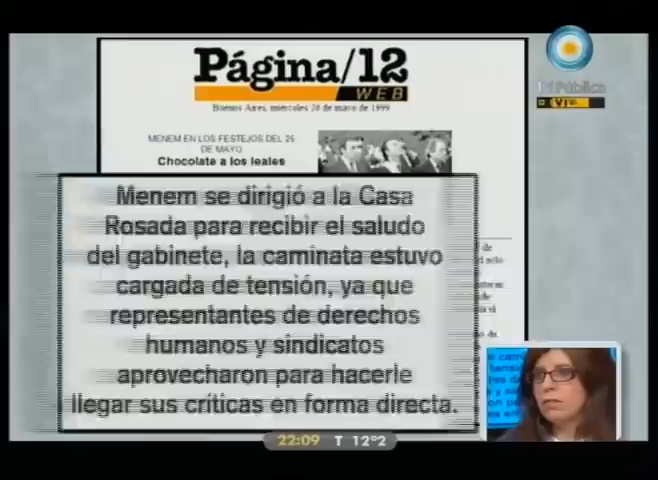 Página/12
WEB
TV Pública
Buenos Aires, miércoles 26 de mayo de 1999
MENEM EN LOS FESTEJOS DEL 25
DE MAYO
Chocolate a los leales
Menem se dirigió a la Casa
Rosada para recibir el saludo
del gabinete, la caminata estuvo
cargada de tensión, ya que
representantes de derechos
humanos y sindicatos
aprovecharon para hacerle
llegar sus críticas en forma directa.
22:09 T 12º2